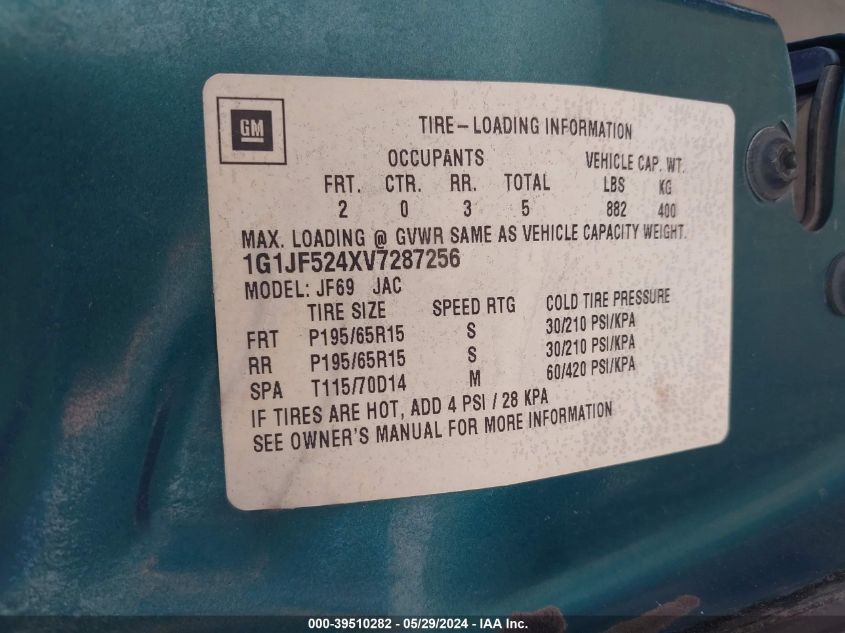 GM
TIRE-LOADING INFORMATION
OCCUPANTS VEHICLE CAP. WT.
FRT. CTR. RR. TOTAL LBS KG
2 0 3 5 882 400
MAX. LOADING @ GVWR SAME AS VEHICLE CAPACITY WEIGHT.
1G1JF524XV7287256
MODEL: JF69 JAC
TIRE SIZE SPEED RTG COLD TIRE PRESSURE
FRT P195/65R15 S 30/210 PSI/KPA
RR P195/65R15 S 30/210 PSI/KPA
SPA T115/70D14 M 60/420 PSI/KPA
IF TIRES ARE HOT, ADD 4 PSI / 28 KPA
SEE OWNER'S MANUAL FOR MORE INFORMATION
000-39510282 - 05/29/2024 - IAA Inc.